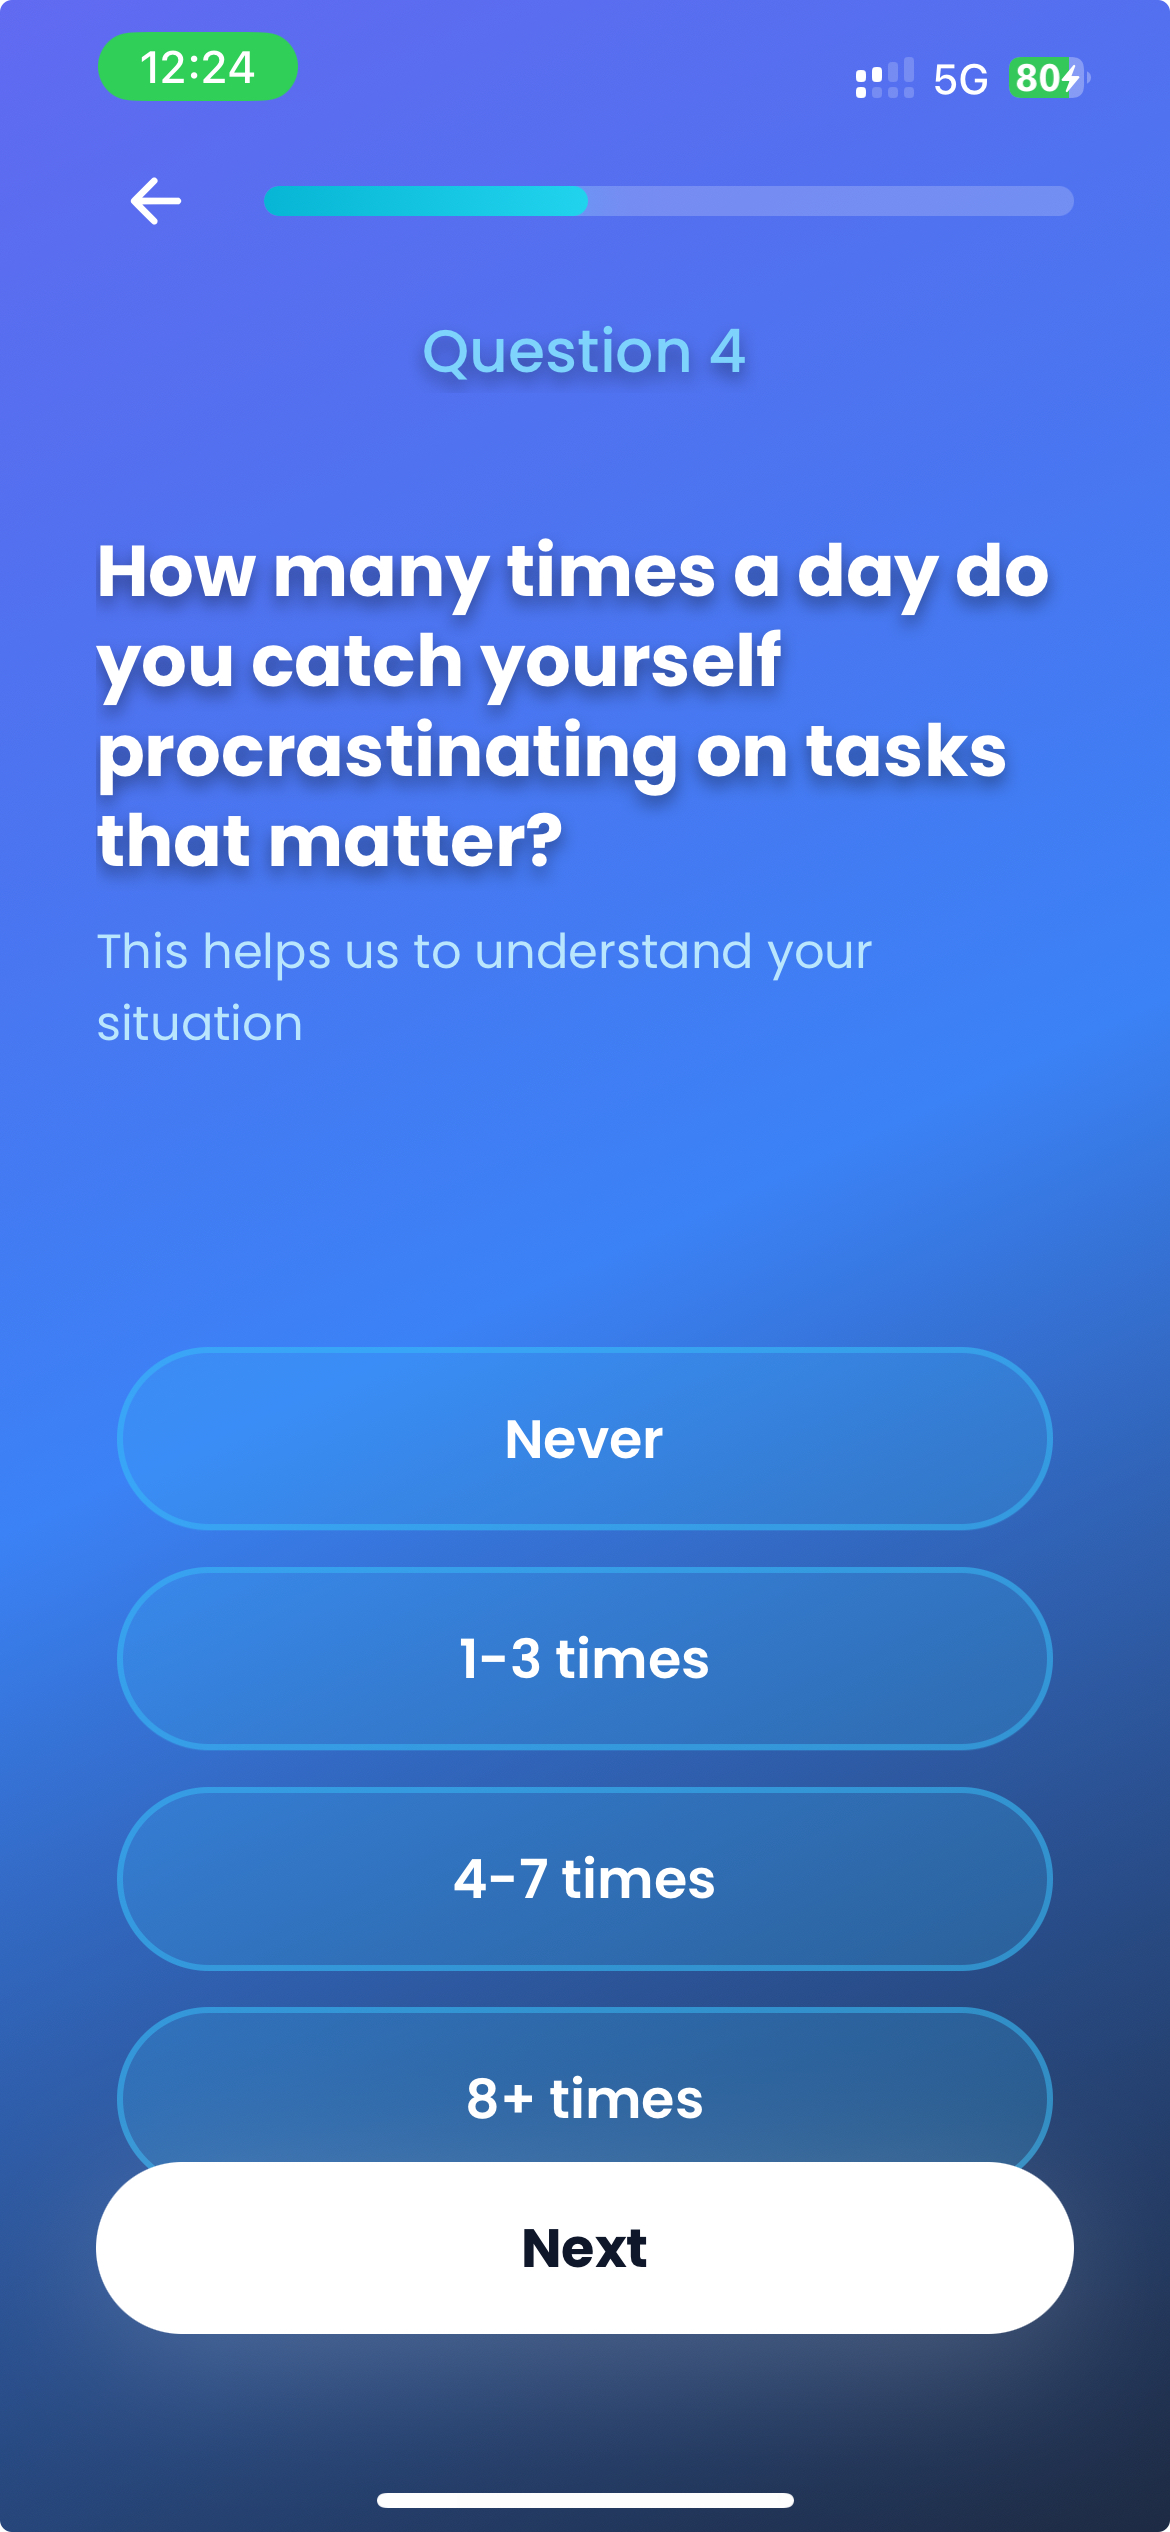 12:24
5G
80
Question 4
How many times a day do
you catch yourself
procrastinating on tasks
that matter?
This helps us to understand your
situation
Never
1-3 times
4-7 times
8+ times
Next